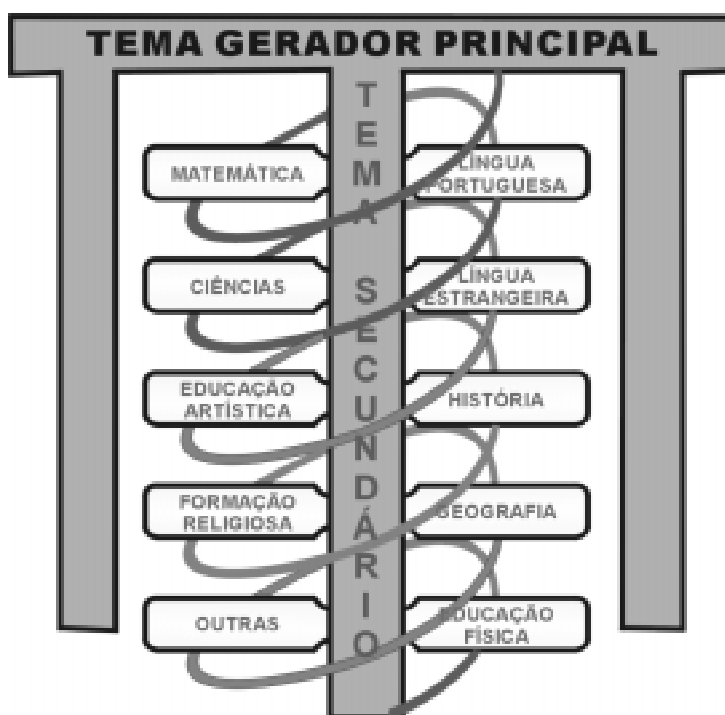 TEMA GERADOR PRINCIPAL
TEMA SECUNDÁRIO
MATEMÁTICA
LÍNGUA
PORTUGUESA
CIÊNCIAS
LÍNGUA
ESTRANGEIRA
EDUCAÇÃO
ARTÍSTICA
HISTÓRIA
FORMAÇÃO
RELIGIOSA
GEOGRAFIA
OUTRAS
EDUCAÇÃO
FÍSICA